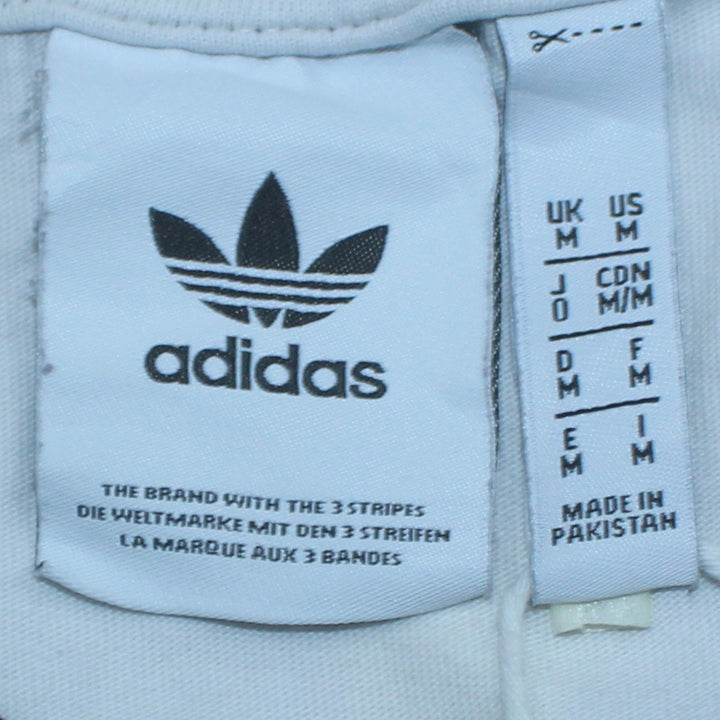 adidas
THE BRAND WITH THE 3 STRIPES
DIE WELTMARKE MIT DEN 3 STREIFEN
LA MARQUE AUX 3 BANDES
UK US
M M
J CDN
O M/M
D F
M M
E I
M M
MADE IN
PAKISTAN